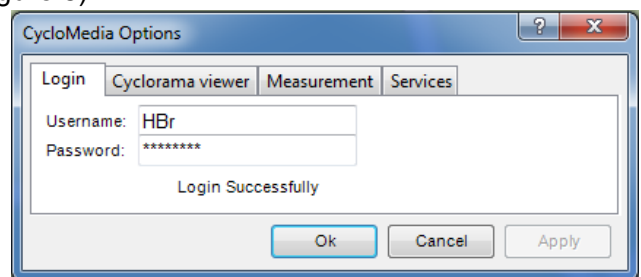 CycloMedia Options
? X
Login Cyclorama viewer Measurement Services
Username: HBr
Password: ********
Login Successfully
Ok Cancel Apply